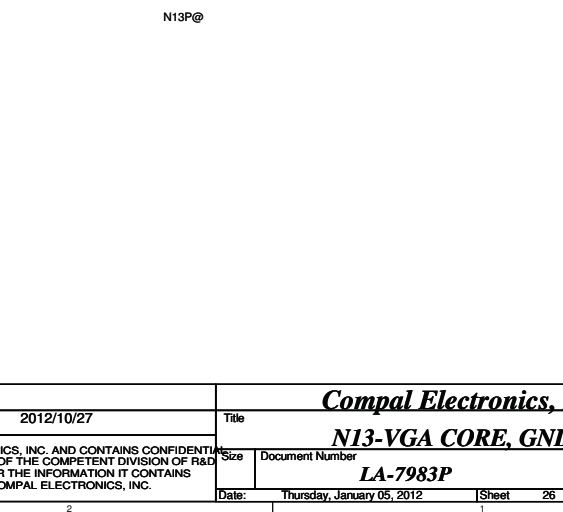 N13P@
Compal Electronics,
2012/10/27
Title
N13-VGA CORE, GND
ICS, INC. AND CONTAINS CONFIDENTIAL
OF THE COMPETENT DIVISION OF R&D
R THE INFORMATION IT CONTAINS
OMPAL ELECTRONICS, INC.
Size
Document Number
LA-7983P
Date:
Thursday, January 05, 2012
Sheet
26
2
1